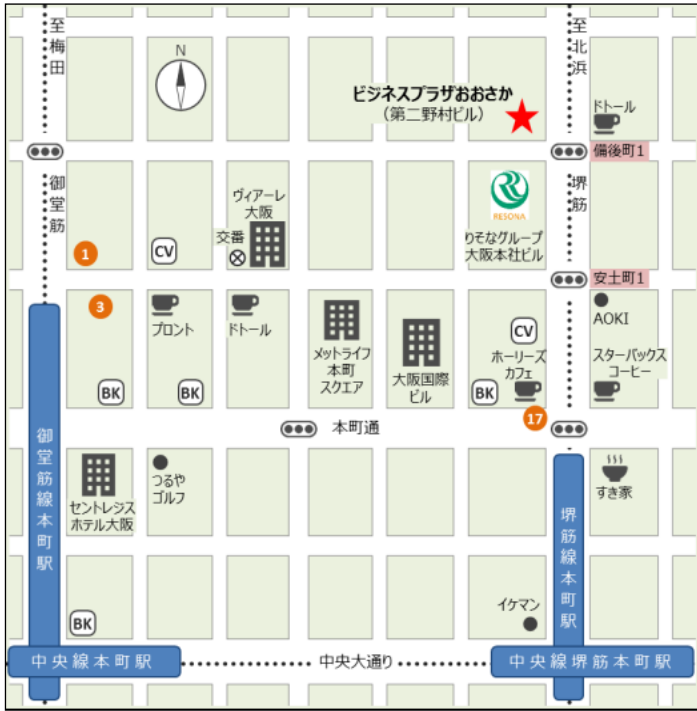 至梅田
至北浜
N
ビジネスプラザおおさか
（第二野村ビル）
ドトール
備後町1
御堂筋
堺筋
ヴィアーレ
大阪
交番
CV
RESONA
りそなグループ
大阪本社ビル
1
安土町1
3
プロント
ドトール
メットライフ
本町
スクエア
大阪国際
ビル
CV
ホーリーズ
カフェ
AOKI
スターバックス
コーヒー
BK
BK
BK
17
本町通
御堂筋線本町駅
セントレジス
ホテル大阪
つるや
ゴルフ
すき家
堺筋線本町駅
BK
イケマン
中央線本町駅
中央大通り
中央線堺筋本町駅